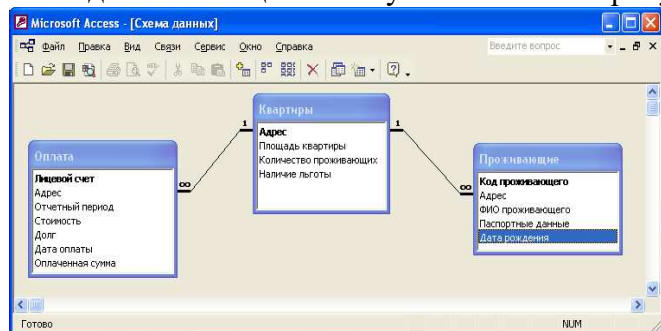 Microsoft Access - [Схема данных]
Файл Правка Вид Связи Сервис Окно Справка
Введите вопрос
Квартиры
Адрес
Площадь квартиры
Количество проживающих
Наличие льготы
1
1
Оплата
Лицевой счет
Адрес
Отчетный период
Стоимость
Долг
Дата оплаты
Оплаченная сумма
∞
∞
Проживающие
Код проживающего
Адрес
ФИО проживающего
Паспортные данные
Дата рождения
Готово
NUM